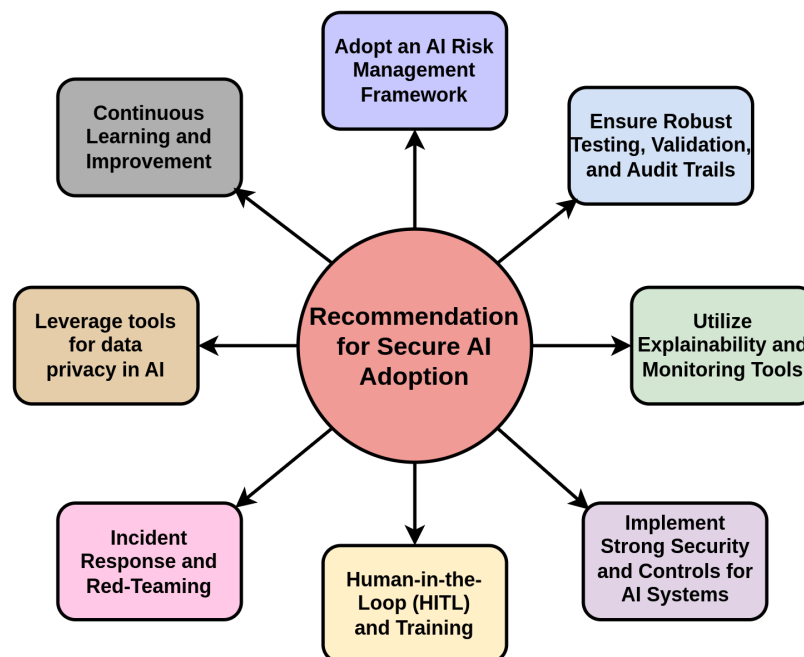 Adopt an AI Risk
Management
Framework
Continuous
Learning and
Improvement
Ensure Robust
Testing, Validation,
and Audit Trails
Recommendation
for Secure AI
Adoption
Leverage tools
for data
privacy in AI
Utilize
Explainability and
Monitoring Tools
Incident
Response and
Red-Teaming
Human-in-the-
Loop (HITL)
and Training
Implement
Strong Security
and Controls for
AI Systems